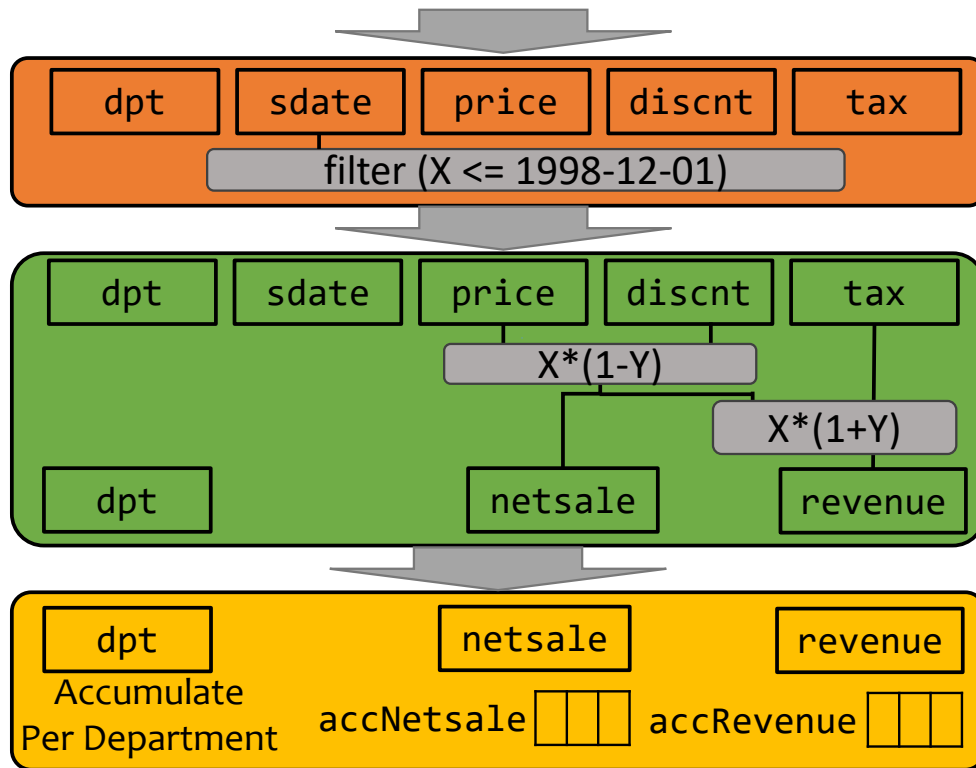 dpt sdate price discnt tax
filter (X <= 1998-12-01)
dpt sdate price discnt tax
X*(1-Y)
X*(1+Y)
dpt netsale revenue
dpt netsale revenue
Accumulate
Per Department
accNetsale accRevenue